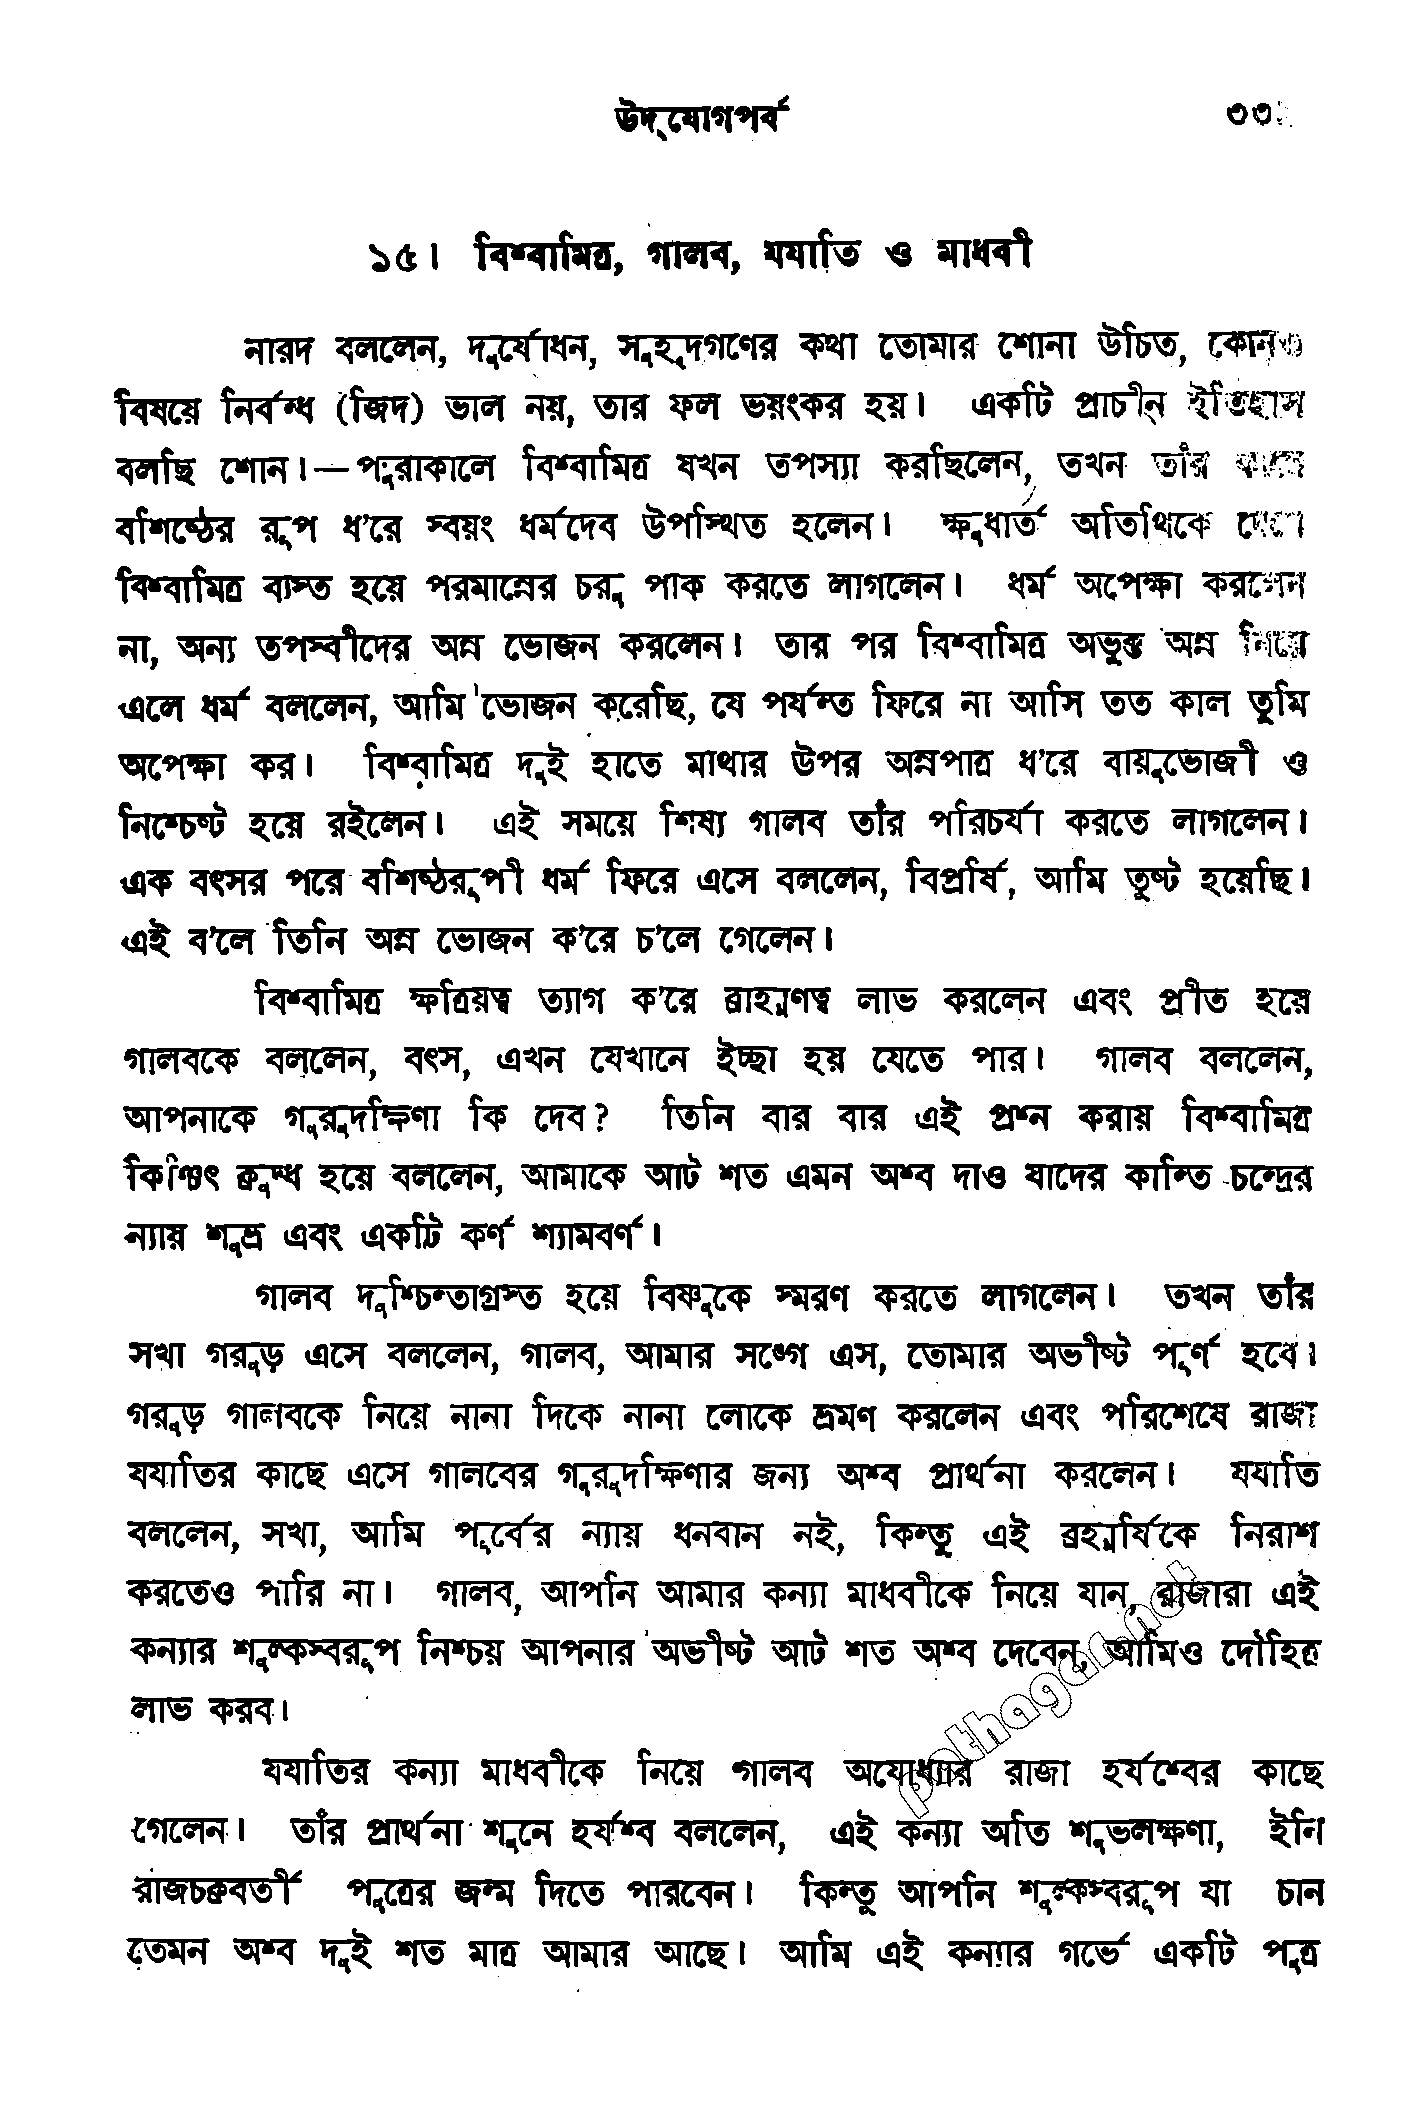 উদ্‌যোগপর্ব
১৫। বিশ্বামিত্র, গালব, যযাতি ও মাধবী
নারদ বললেন, দুর্যোধন, সুহৃদ্‌গণের কথা তোমার শোনা উচিত, কোনও
বিষয়ে নির্বন্ধ (জিদ) ভাল নয়, তার ফল ভয়ংকর হয়। একটি প্রাচীন ইতিহাস
বলছি শোন।—পুরাকালে বিশ্বামিত্র যখন তপস্যা করছিলেন, তখন তাঁর কাছে
বশিষ্ঠের রূপ ধ'রে স্বয়ং ধর্মদেব উপস্থিত হলেন। ক্ষুধার্ত অতিথিকে দেখে
বিশ্বামিত্র ব্যস্ত হয়ে পরমান্নের চরু পাক করতে লাগলেন। ধর্ম অপেক্ষা করলেন
না, অন্য তপস্বীদের অন্ন ভোজন করলেন। তার পর বিশ্বামিত্র অভুক্ত অন্ন নিয়ে
এলে ধর্ম বললেন, আমি ভোজন করেছি, যে পর্যন্ত ফিরে না আসি তত কাল তুমি
অপেক্ষা কর। বিশ্বামিত্র দুই হাতে মাথার উপর অন্নপাত্র ধ'রে বায়ুভোজী ও
নিশ্চেষ্ট হয়ে রইলেন। এই সময়ে শিষ্য গালব তাঁর পরিচর্যা করতে লাগলেন।
এক বৎসর পরে বশিষ্ঠরূপী ধর্ম ফিরে এসে বললেন, বিপ্রর্ষি, আমি তুষ্ট হয়েছি।
এই ব'লে তিনি অন্ন ভোজন ক'রে চ'লে গেলেন।
বিশ্বামিত্র ক্ষত্রিয়ত্ব ত্যাগ ক'রে ব্রাহ্মণত্ব লাভ করলেন এবং প্রীত হয়ে
গালবকে বললেন, বৎস, এখন যেখানে ইচ্ছা হয় যেতে পার। গালব বললেন,
আপনাকে গুরুদক্ষিণা কি দেব? তিনি বার বার এই প্রশ্ন করায় বিশ্বামিত্র
কিঞ্চিৎ ক্রুদ্ধ হয়ে বললেন, আমাকে আট শত এমন অশ্ব দাও যাদের কান্তি চন্দ্রের
ন্যায় শুভ্র এবং একটি কর্ণ শ্যামবর্ণ।
গালব দুশ্চিন্তাগ্রস্ত হয়ে বিষ্ণুকে স্মরণ করতে লাগলেন। তখন তাঁর
সখা গরুড় এসে বললেন, গালব, আমার সঙ্গে এস, তোমার অভীষ্ট পূর্ণ হবে।
গরুড় গালবকে নিয়ে নানা দিকে নানা লোকে ভ্রমণ করলেন এবং পরিশেষে রাজা
যযাতির কাছে এসে গালবের গুরুদক্ষিণার জন্য অশ্ব প্রার্থনা করলেন। যযাতি
বললেন, সখা, আমি পূর্বের ন্যায় ধনবান নই, কিন্তু এই ব্রহ্মর্ষিকে নিরাশ
করতেও পারি না। গালব, আপনি আমার কন্যা মাধবীকে নিয়ে যান, রাজারা এই
কন্যার শুল্কস্বরূপ নিশ্চয় আপনার অভীষ্ট আট শত অশ্ব দেবেন, আমিও দৌহিত্র
লাভ করব।
যযাতির কন্যা মাধবীকে নিয়ে গালব অযোধ্যার রাজা হর্যশ্বের কাছে
গেলেন। তাঁর প্রার্থনা শুনে হর্যশ্ব বললেন, এই কন্যা অতি শুভলক্ষণা, ইনি
রাজচক্রবর্তী পুত্রের জন্ম দিতে পারবেন। কিন্তু আপনি শুল্কস্বরূপ যা চান
তেমন অশ্ব দুই শত মাত্র আমার আছে। আমি এই কন্যার গর্ভে একটি পুত্র
pathagar.net